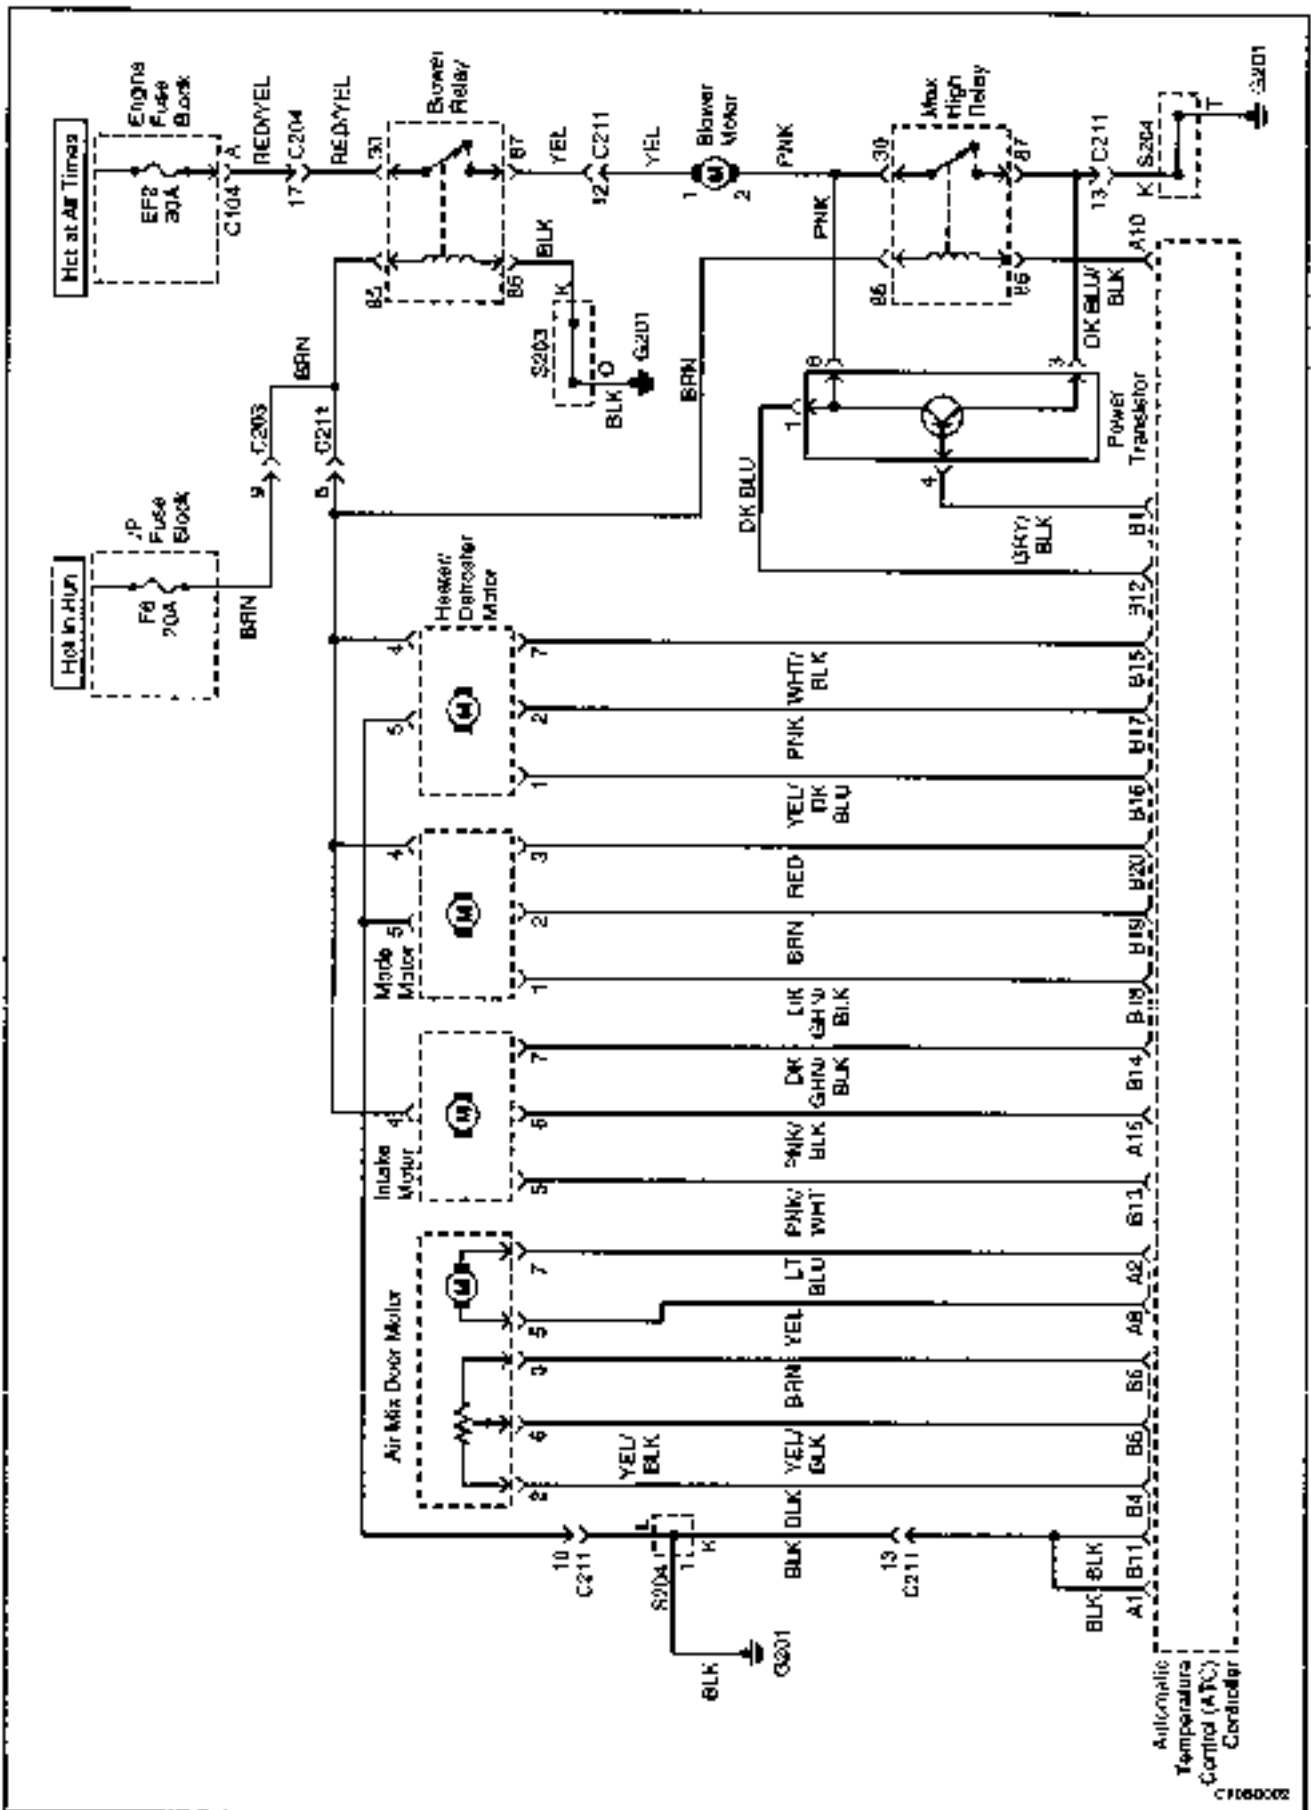 Hot at All Times
Engine
Fuse
Block
EF2
30A
A
C104
RED/YEL
17
C204
RED/YEL
30
Blower
Relay
85
86
87
BLK
K
S203
O
BLK
G201
YEL
12
C211
YEL
Blower
Motor
1
M
2
PNK
PNK
30
Max
High
Relay
85
86
87
13
C211
K
S204
T
G201
DK BLU/
BLK
A10
Hot in Run
I/P
Fuse
Block
F6
20A
BRN
9
C203
BRN
8
C211
BRN
DK BLU
1
8
3
4
Power
Transistor
GRY/
BLK
B1
B12
Heater/
Defroster
Motor
4
5
M
7
2
1
WHT/
BLK
PNK
YEL/
DK
BLU
B15
B17
B16
Mode
Motor
4
5
M
3
2
1
RED
BRN
DK
GRN/
BLK
B20
B19
B18
Intake
Motor
4
M
7
6
5
DK
GRN/
BLK
PNK/
BLK
PNK/
WHT
B14
A15
B13
Air Mix Door Motor
M
7
5
3
6
2
LT
BLU
YEL
BRN
YEL/
BLK
YEL/
BLK
BLK
A2
A8
B6
B4
10
C211
L
S204
T
K
BLK
13
C211
BLK
G201
BLK
BLK
B11
A1
Automatic
Temperature
Control (ATC)
Controller